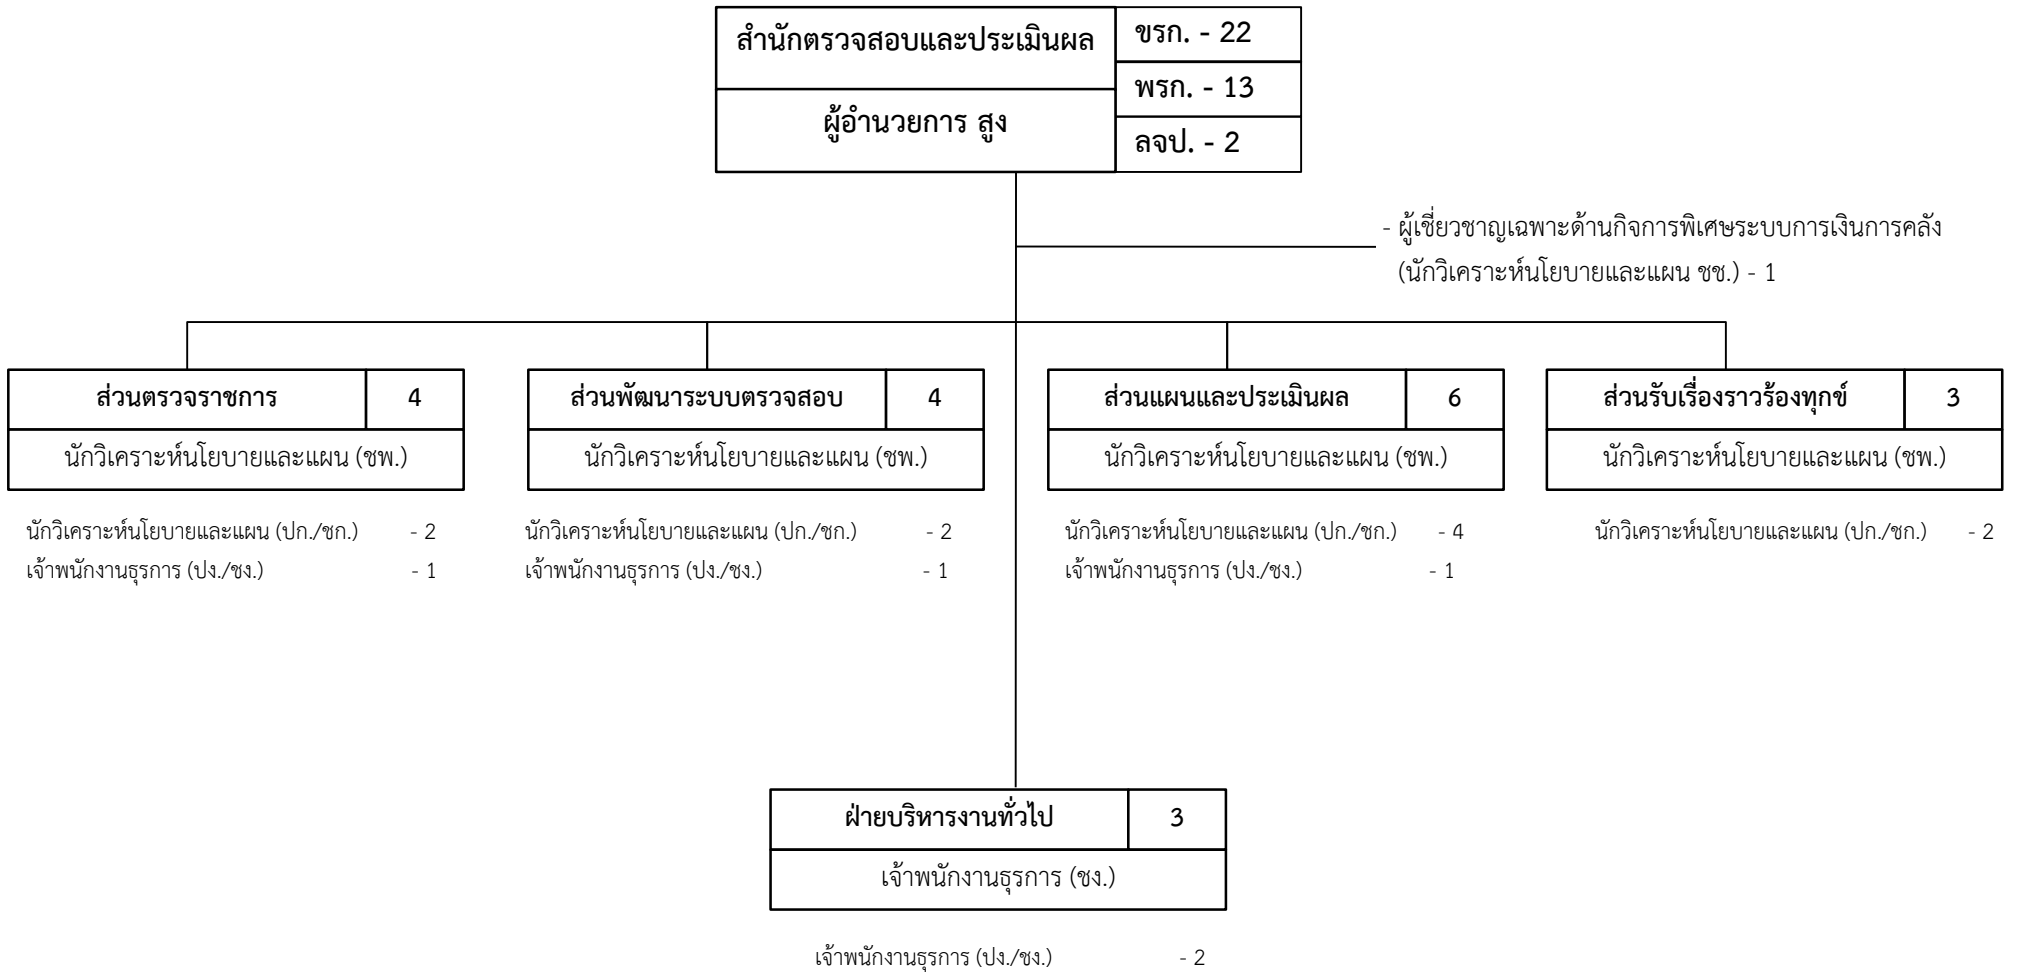 สำนักตรวจสอบและประเมินผล
ผู้อำนวยการ สูง
ขรก. - 22
พรก. - 13
ลจป. - 2
- ผู้เชี่ยวชาญเฉพาะด้านกิจการพิเศษระบบการเงินการคลัง
(นักวิเคราะห์นโยบายและแผน ชช.) - 1
ส่วนตรวจราชการ 4
นักวิเคราะห์นโยบายและแผน (ชพ.)
นักวิเคราะห์นโยบายและแผน (ปก./ชก.) - 2
เจ้าพนักงานธุรการ (ปง./ชง.) - 1
ส่วนพัฒนาระบบตรวจสอบ 4
นักวิเคราะห์นโยบายและแผน (ชพ.)
นักวิเคราะห์นโยบายและแผน (ปก./ชก.) - 2
เจ้าพนักงานธุรการ (ปง./ชง.) - 1
ส่วนแผนและประเมินผล 6
นักวิเคราะห์นโยบายและแผน (ชพ.)
นักวิเคราะห์นโยบายและแผน (ปก./ชก.) - 4
เจ้าพนักงานธุรการ (ปง./ชง.) - 1
ส่วนรับเรื่องราวร้องทุกข์ 3
นักวิเคราะห์นโยบายและแผน (ชพ.)
นักวิเคราะห์นโยบายและแผน (ปก./ชก.) - 2
ฝ่ายบริหารงานทั่วไป 3
เจ้าพนักงานธุรการ (ชง.)
เจ้าพนักงานธุรการ (ปง./ชง.) - 2